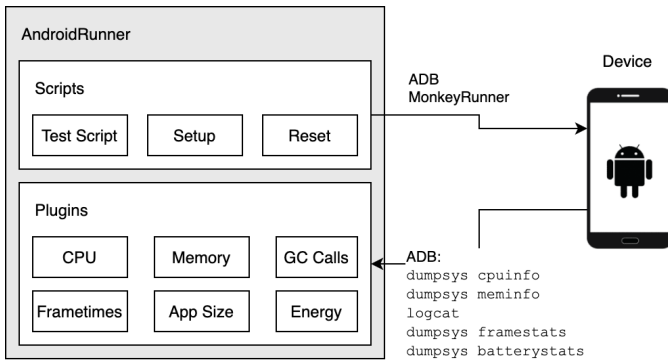 AndroidRunner
Scripts
Test Script
Setup
Reset
Plugins
CPU
Memory
GC Calls
Frametimes
App Size
Energy
ADB
MonkeyRunner
Device
ADB:
dumpsys cpuinfo
dumpsys meminfo
logcat
dumpsys framestats
dumpsys batterystats